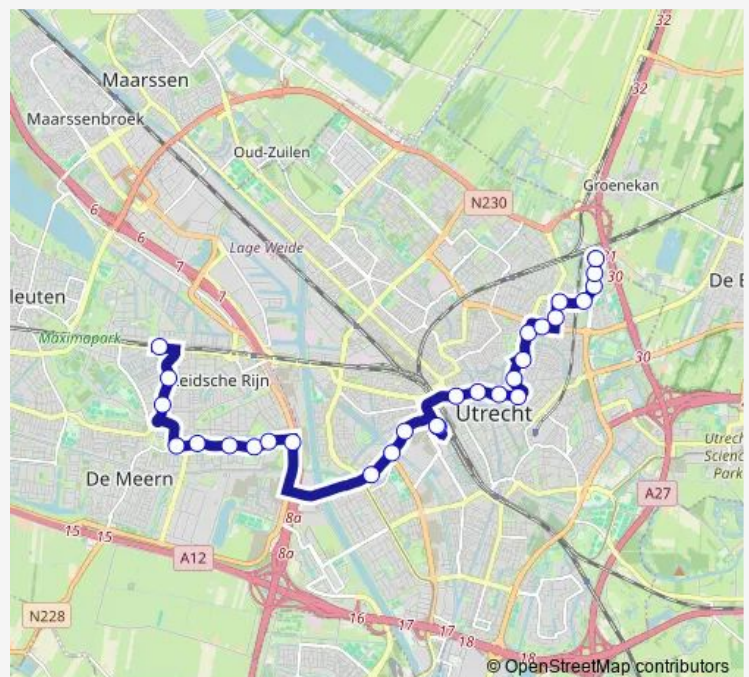 32
Maarssen
Maarssenbroek
Oud-Zuilen
32
Groenekan
N230
6
6
Lage Weide
7
7
31
30
De B
leuten
Maximapark
30
eidsche Rijn
Utrecht
Utrech
Science
Park
De Meern
A27
8a
15
15
A12
8a
N228
16
17
17
18
18
© OpenStreetMap contributors